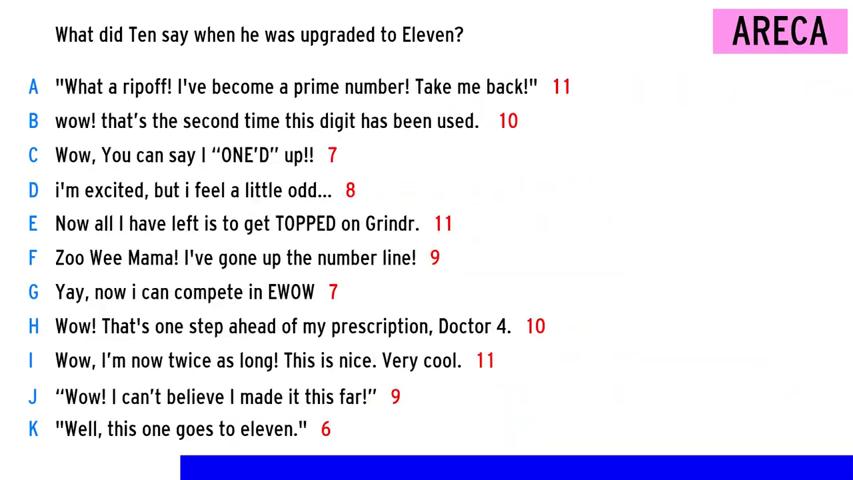 What did Ten say when he was upgraded to Eleven?
ARECA
A "What a ripoff! I've become a prime number! Take me back!" 11
B wow! that’s the second time this digit has been used. 10
C Wow, You can say I “ONE’D” up!! 7
D i'm excited, but i feel a little odd... 8
E Now all I have left is to get TOPPED on Grindr. 11
F Zoo Wee Mama! I've gone up the number line! 9
G Yay, now i can compete in EWOW 7
H Wow! That's one step ahead of my prescription, Doctor 4. 10
I Wow, I’m now twice as long! This is nice. Very cool. 11
J “Wow! I can’t believe I made it this far!” 9
K "Well, this one goes to eleven." 6